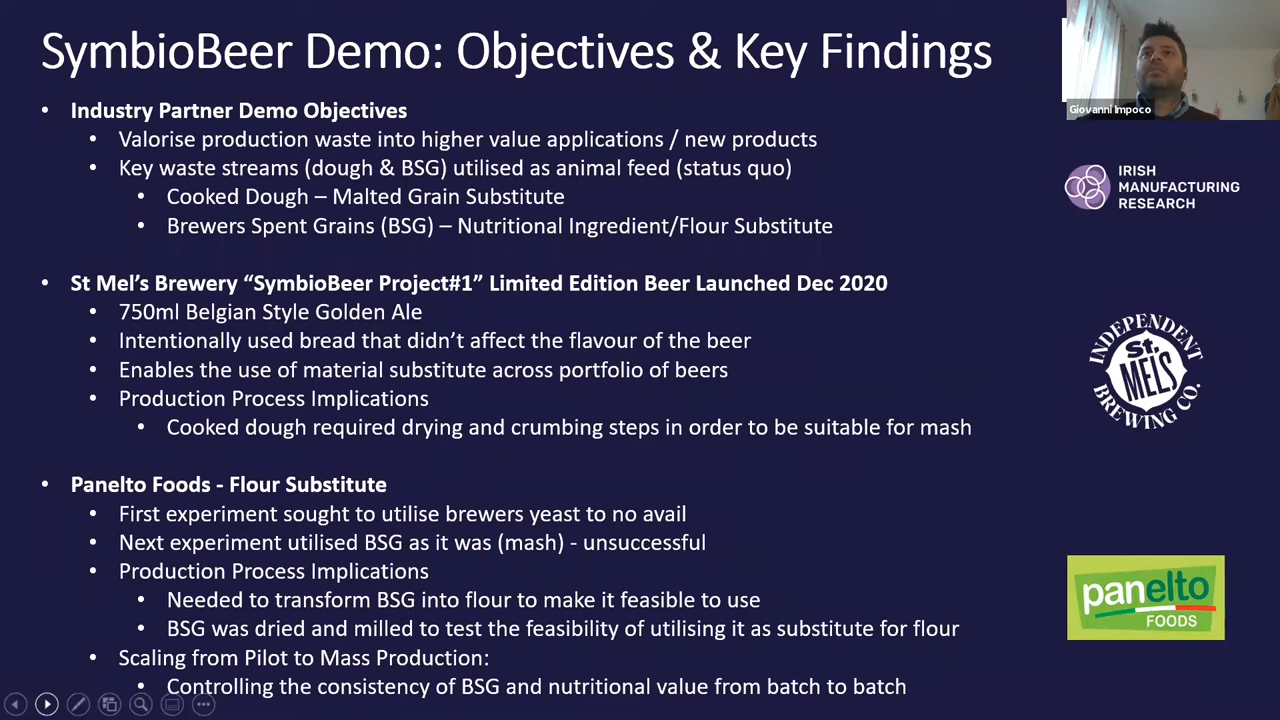 SymbioBeer Demo: Objectives & Key Findings
Giovanni Impoco
• Industry Partner Demo Objectives
• Valorise production waste into higher value applications / new products
• Key waste streams (dough & BSG) utilised as animal feed (status quo)
• Cooked Dough – Malted Grain Substitute
• Brewers Spent Grains (BSG) – Nutritional Ingredient/Flour Substitute
IRISH
MANUFACTURING
RESEARCH
• St Mel’s Brewery “SymbioBeer Project#1” Limited Edition Beer Launched Dec 2020
• 750ml Belgian Style Golden Ale
• Intentionally used bread that didn’t affect the flavour of the beer
• Enables the use of material substitute across portfolio of beers
• Production Process Implications
• Cooked dough required drying and crumbing steps in order to be suitable for mash
INDEPENDENT
St.
MEL'S
BREWING CO.
• Panelto Foods - Flour Substitute
• First experiment sought to utilise brewers yeast to no avail
• Next experiment utilised BSG as it was (mash) - unsuccessful
• Production Process Implications
• Needed to transform BSG into flour to make it feasible to use
• BSG was dried and milled to test the feasibility of utilising it as substitute for flour
• Scaling from Pilot to Mass Production:
• Controlling the consistency of BSG and nutritional value from batch to batch
panelto
FOODS